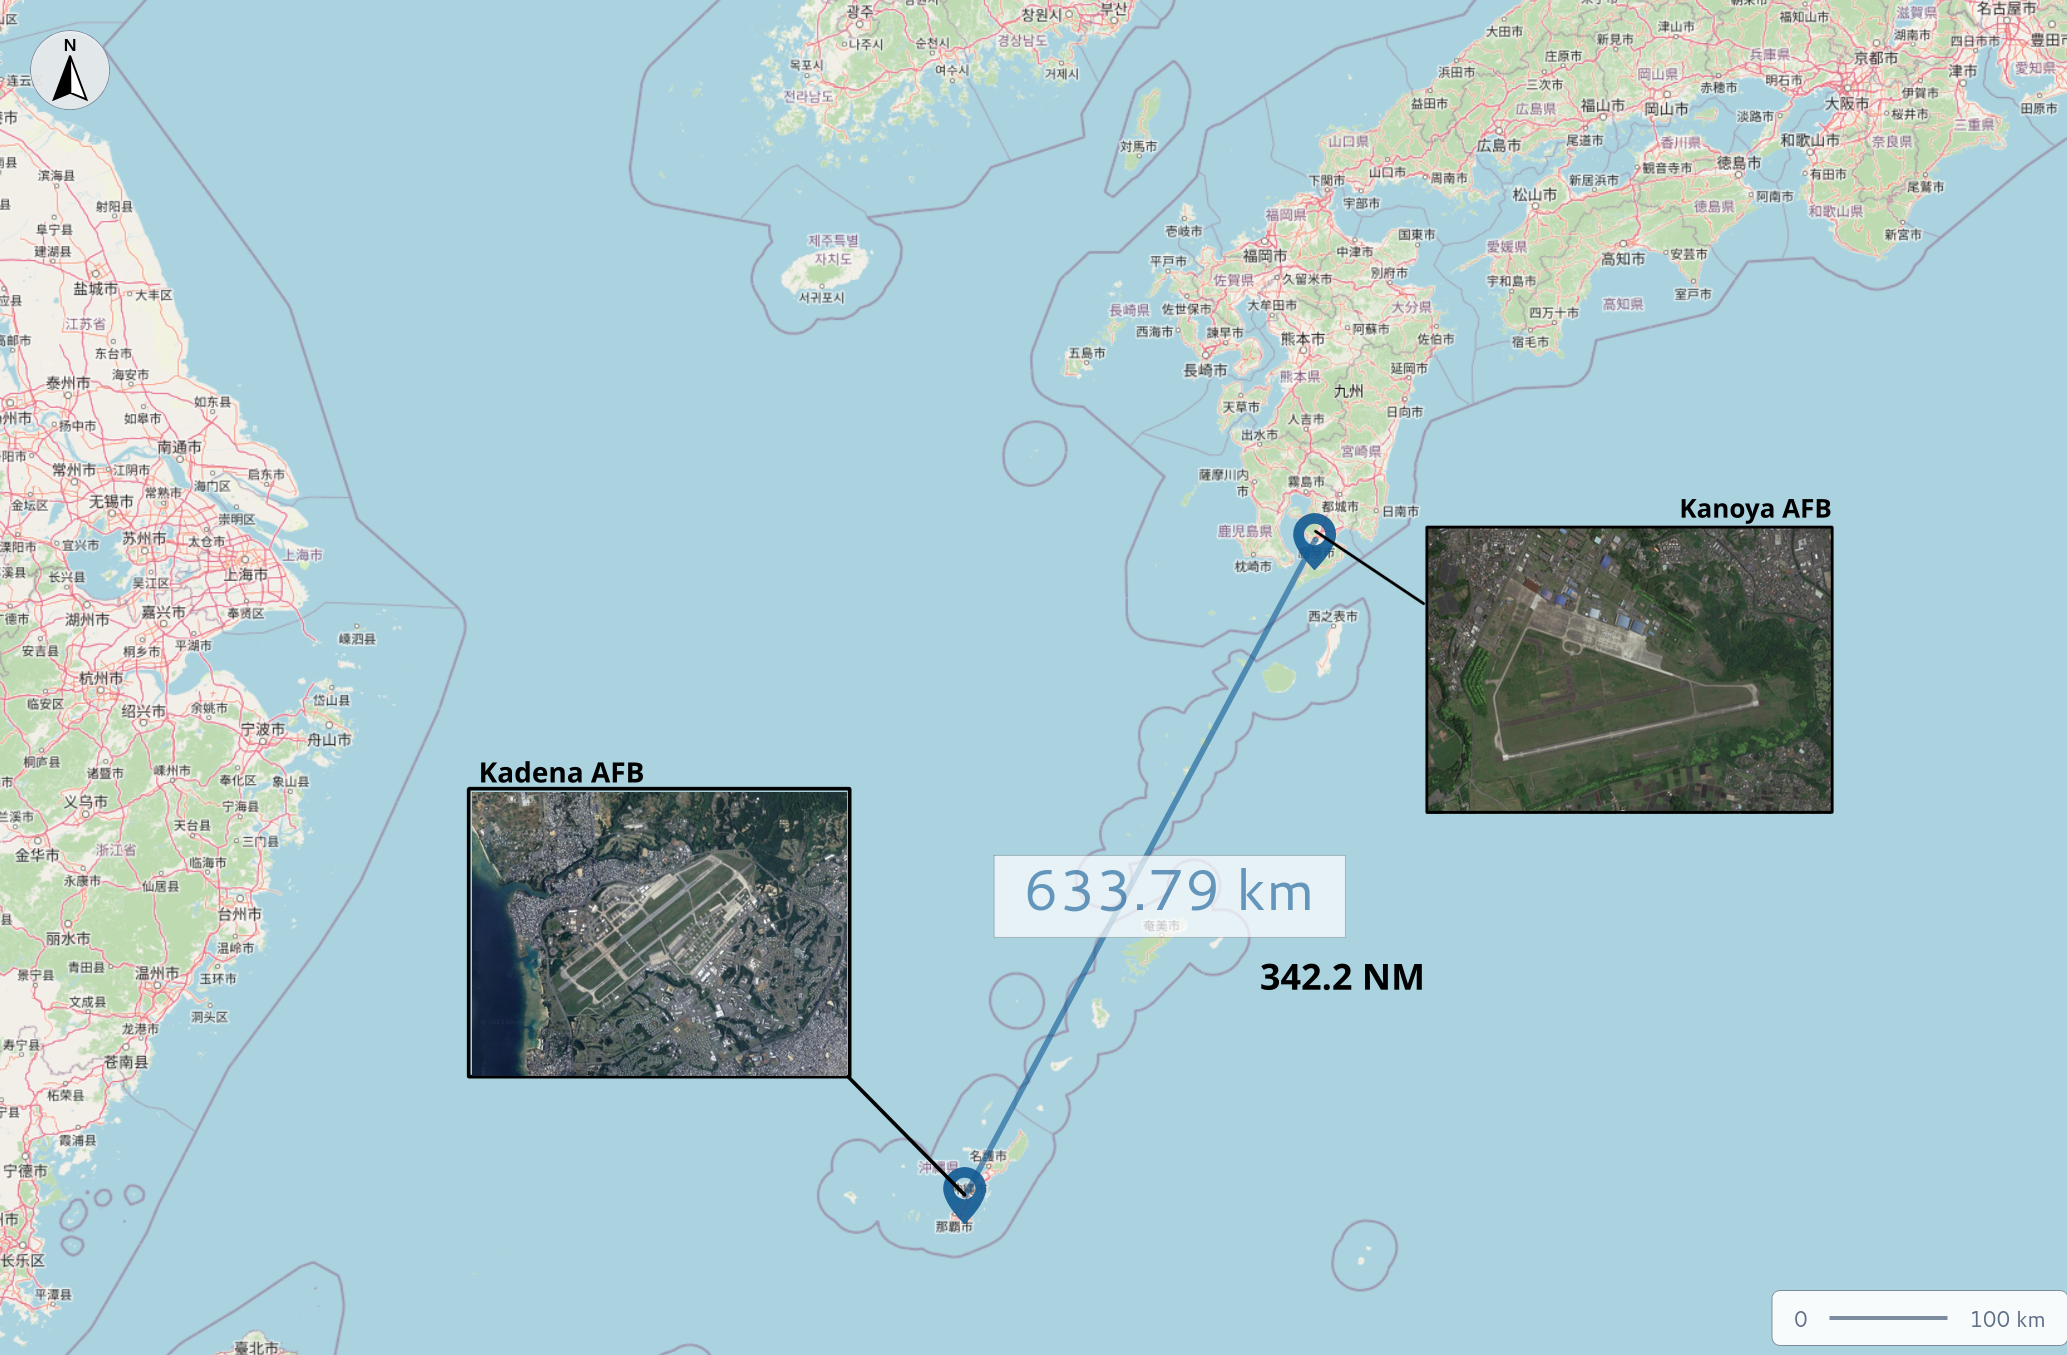 N
광주
나주시
순천시
창원시
부산
경상남도
목포시
여수시
거제시
전라남도
제주특별
자치도
서귀포시
対馬市
大田市
庄原市
新見市
津山市
福知山市
滋賀県
名古屋市
湖南市
四日市市
兵庫県
京都市
浜田市
三次市
岡山県
明石市
赤穂市
津市
愛知県
伊賀市
益田市
広島県
福山市
岡山市
淡路市
大阪市
桜井市
田原市
三重県
山口県
広島市
尾道市
香川県
和歌山市
奈良県
山口市
周南市
下関市
新居浜市
観音寺市
徳島市
有田市
尾鷲市
宇部市
松山市
徳島県
阿南市
和歌山県
福岡県
壱岐市
国東市
新宮市
平戸市
福岡市
中津市
愛媛県
高知市
安芸市
佐賀県
久留米市
別府市
宇和島市
室戸市
長崎県
佐世保市
大牟田市
大分県
四万十市
高知県
西海市
諫早市
熊本市
阿蘇市
佐伯市
宿毛市
五島市
長崎市
熊本県
延岡市
九州
天草市
日向市
人吉市
出水市
宮崎県
薩摩川内
市
霧島市
都城市
日南市
鹿児島県
枕崎市
西之表市
Kanoya AFB
滨海县
射阳县
阜宁县
建湖县
盐城市
大丰区
江苏省
东台市
泰州市
海安市
如东县
如皋市
扬中市
南通市
常州市
江阴市
启东市
无锡市
常熟市
海门区
金坛区
崇明区
苏州市
太仓市
溧阳市
宜兴市
上海市
长兴县
吴江区
上海市
湖州市
嘉兴市
奉贤区
嵊泗县
安吉县
桐乡市
平湖市
杭州市
临安区
绍兴市
余姚市
岱山县
宁波市
舟山市
桐庐县
诸暨市
嵊州市
奉化区
象山县
义乌市
宁海县
兰溪市
天台县
三门县
金华市
浙江省
临海市
永康市
仙居县
台州市
丽水市
温岭市
景宁县
青田县
温州市
玉环市
文成县
洞头区
寿宁县
龙港市
苍南县
柘荣县
霞浦县
宁德市
长乐区
平潭县
臺北市
Kadena AFB
633.79 km
奄美市
342.2 NM
名護市
沖縄県
那覇市
0 100 km